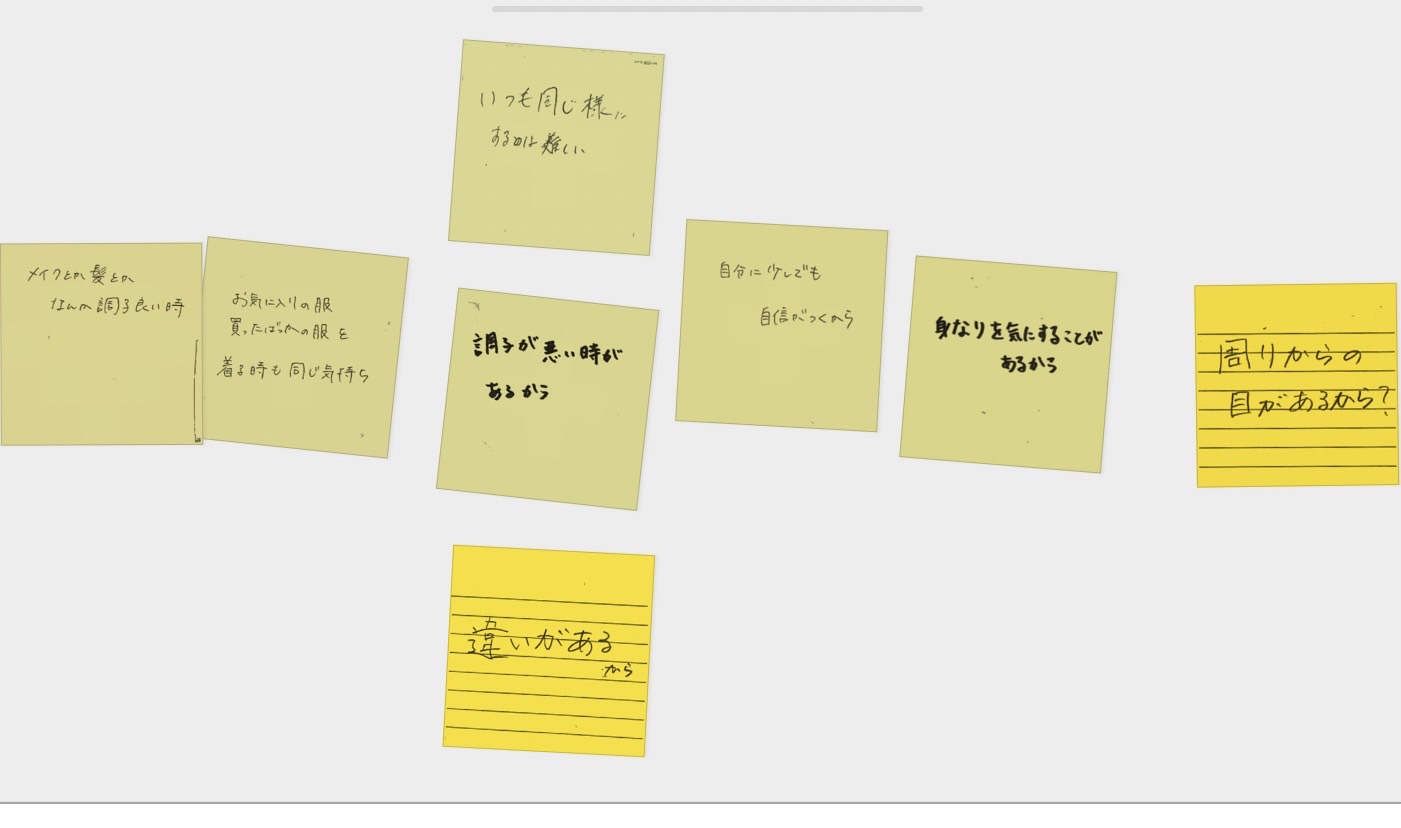 いつも同じ様に
するのは難しい
メイクとか髪とか
なんか調子良い時
お気に入りの服
買ったばっかの服を
着る時も同じ気持ち
調子が悪い時が
あるから
自分に少しでも
自信がつくから
身なりを気にすることが
あるから
周りからの
目があるから?
違いがある
から